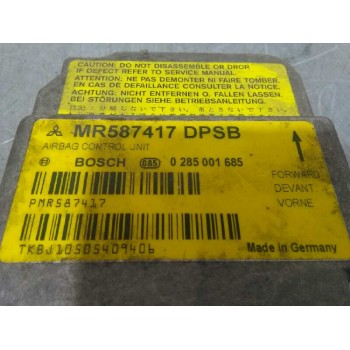 CAUTION: DO NOT DISASSEMBLE OR DROP
IF DEFECT REFER TO SERVICE MANUAL.
ATTENTION: NE PAS DEMONTER NI FAIRE TOMBER.
EN CAS DE DEFAILLANCE CONSULTER LA NOTICE.
ACHTUNG: NICHT ENTFERNEN O. FALLEN LASSEN.
BEI STÖRUNGEN SIEHE BETRIEBSANLEITUNG.
MR587417 DPSB
AIRBAG CONTROL UNIT
BOSCH 0 285 001 685
FORWARD
PMR587417
DEVANT
VORNE
TKBJ10505409406
Made in Germany